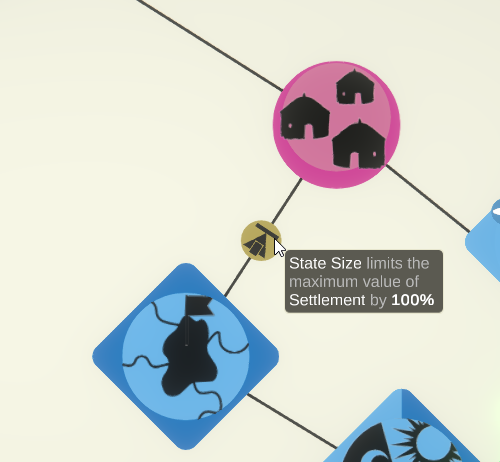 State Size limits the
maximum value of
Settlement by 100%